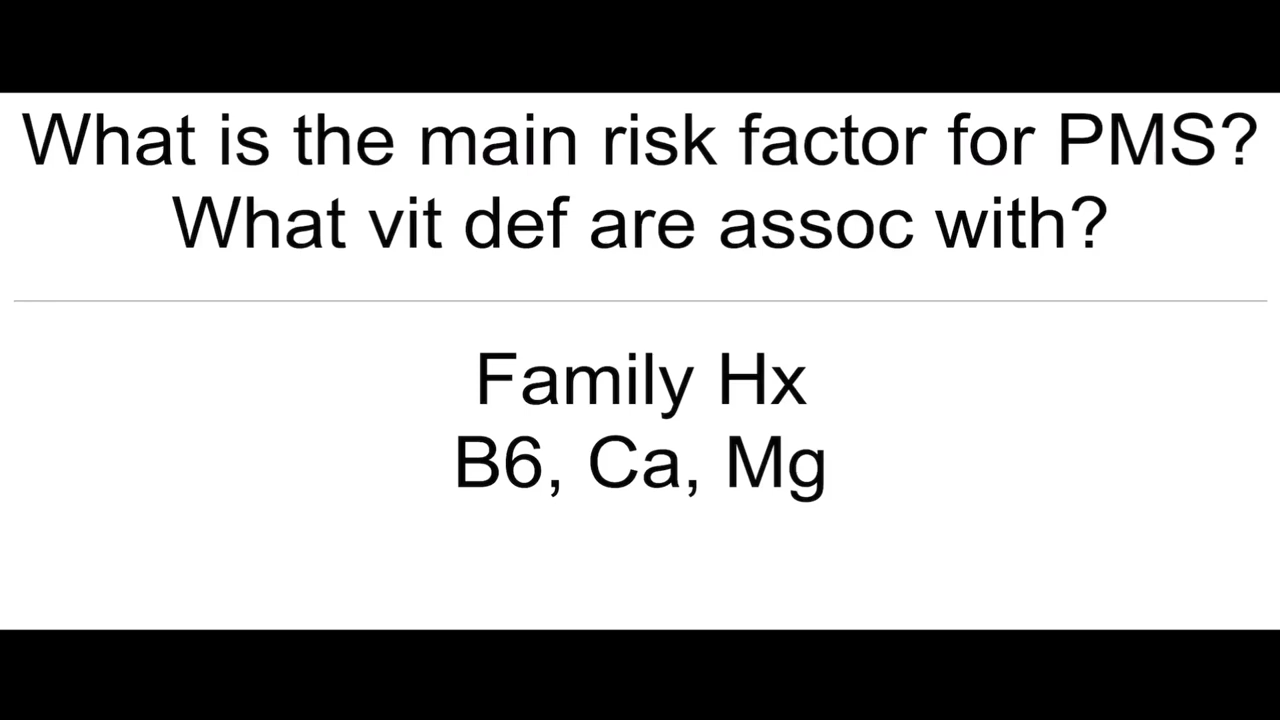 What is the main risk factor for PMS?
What vit def are assoc with?
Family Hx
B6, Ca, Mg